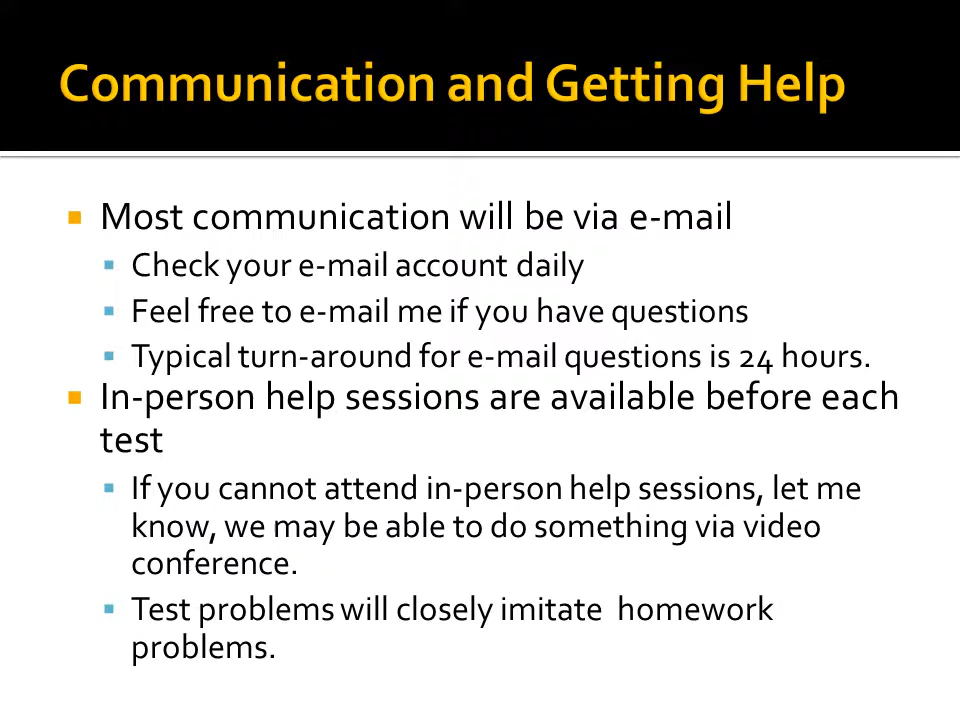 Communication and Getting Help
Most communication will be via e-mail
Check your e-mail account daily
Feel free to e-mail me if you have questions
Typical turn-around for e-mail questions is 24 hours.
In-person help sessions are available before each
test
If you cannot attend in-person help sessions, let me
know, we may be able to do something via video
conference.
Test problems will closely imitate  homework
problems.